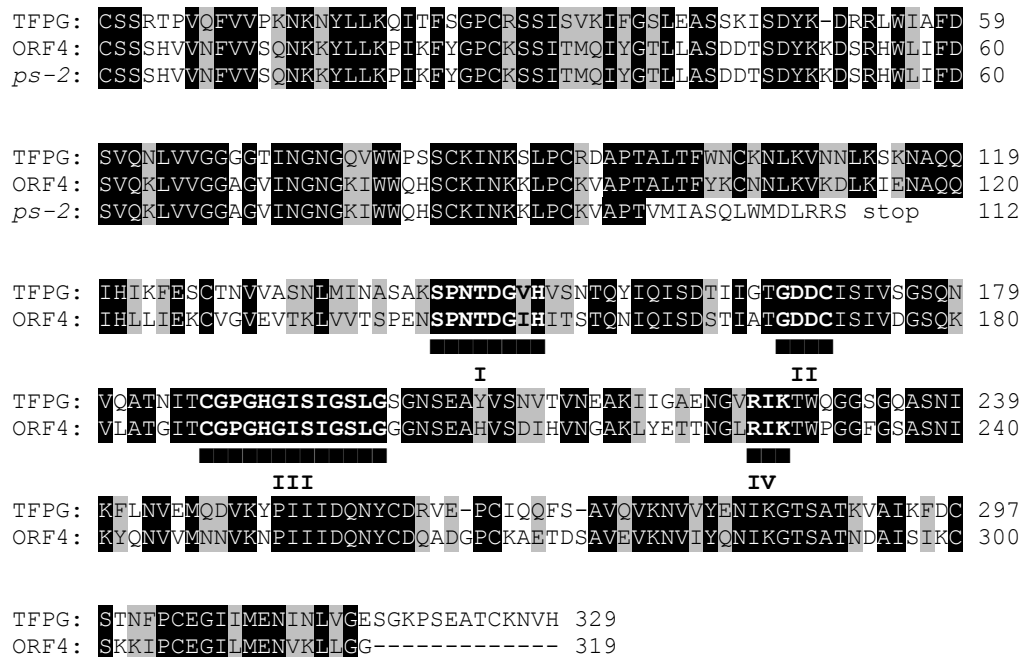 TFPG: CSSRTPVQFVVPKNKNYLLKQITFSGPCRSSISVKIFGSLEASSKISDYK-DRRLWIAFD 59
ORF4: CSSSHVVNFVVSQNKKYLLKPIKFYGPCKSSITMQIYGTLLASDDTSDYKKDSRHWLIFD 60
ps-2: CSSSHVVNFVVSQNKKYLLKPIKFYGPCKSSITMQIYGTLLASDDTSDYKKDSRHWLIFD 60
TFPG: SVQNLVVGGGGTINGNGQVWWPSSCKINKSLPCRDAPTALTFWNCKNLKVNNLKSKNAQQ 119
ORF4: SVQKLVVGGAGVINGNGKIWWQHSCKINKKLPCKVAPTALTFYKCNNLKVKDLKIENAQQ 120
ps-2: SVQKLVVGGAGVINGNGKIWWQHSCKINKKLPCKVAPTVMIASQLWMDLRRS stop 112
TFPG: IHIKFESCTNVVASNLMINASAKSPNTDGVHVSNTQYIQISDTIIGTGDDCISIVSGSQN 179
ORF4: IHLLIEKCVGVEVTKLVVTSPENSPNTDGIHITSTQNIQISDSTIATGDDCISIVDGSQK 180
I II
TFPG: VQATNITCGPGHGISIGSLGSGNSEAYVSNVTVNEAKIIGAENGVRIKTWQGGSGQASNI 239
ORF4: VLATGITCGPGHGISIGSLGGGNSEAHVSDIHVNGAKLYETTNGLRIKTWPGGFGSASNI 240
III IV
TFPG: KFLNVEMQDVKYPIIIDQNYCDRVE-PCIQQFS-AVQVKNVVYENIKGTSATKVAIKFDC 297
ORF4: KYQNVVMNNVKNPIIIDQNYCDQADGPCKAETDSAVEVKNVIYQNIKGTSATNDAISIKC 300
TFPG: STNFPCEGIIMENINLVGESGKPSEATCKNVH 329
ORF4: SKKIPCEGILMENVKLLGG------------- 319